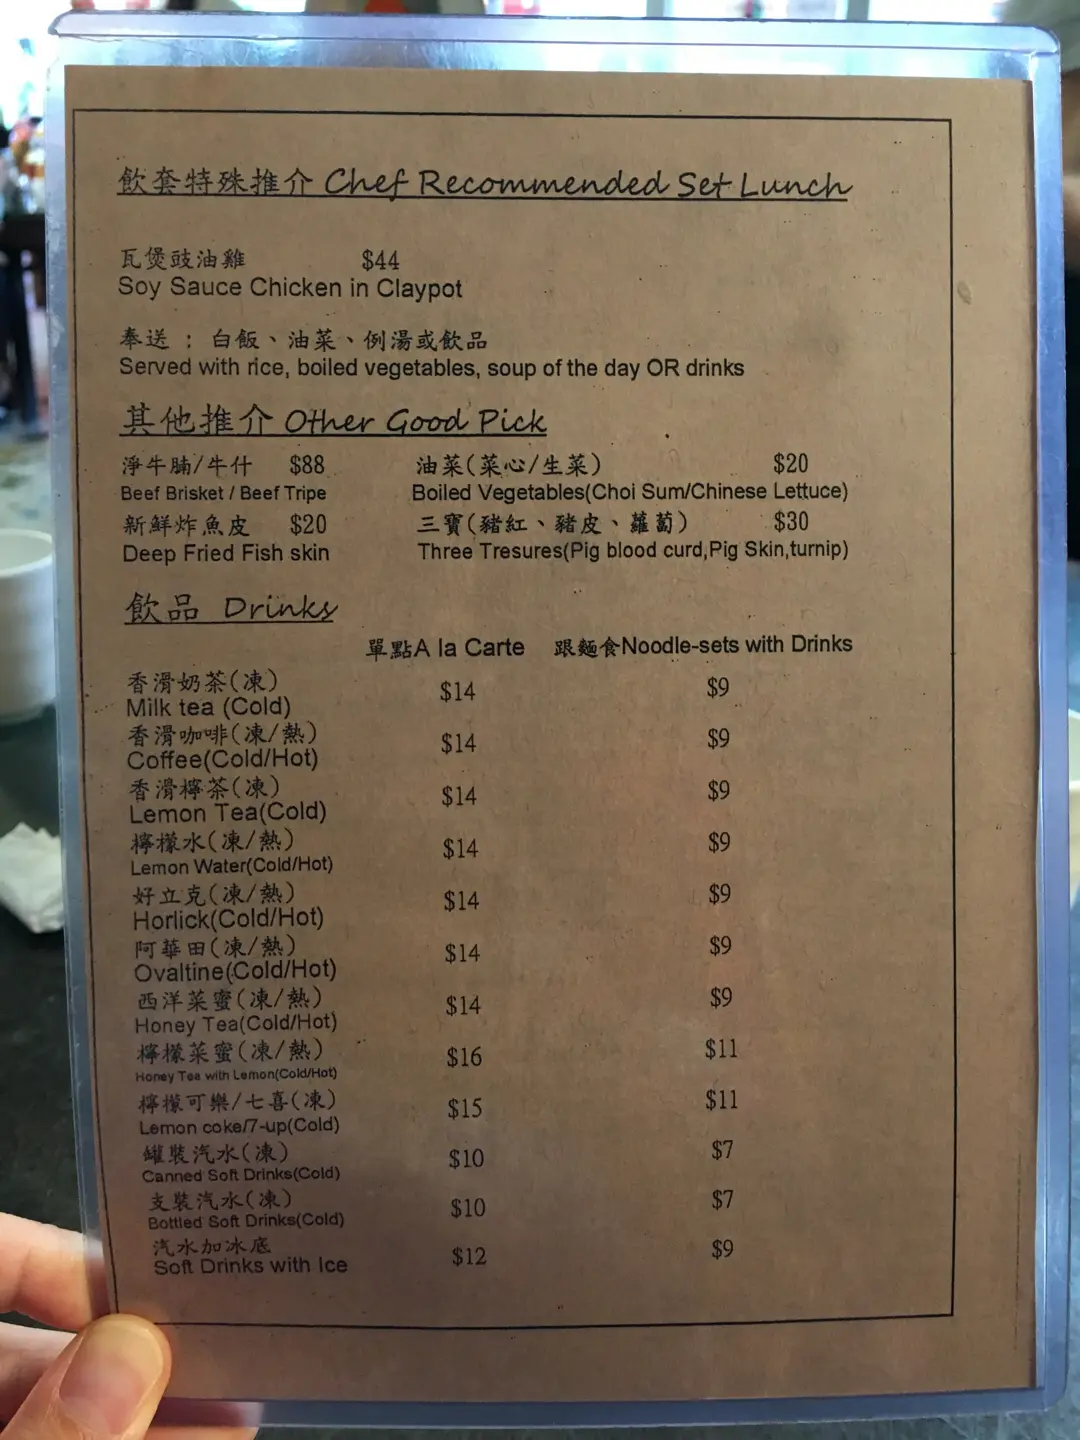 飲套特殊推介 Chef Recommended Set Lunch
瓦煲豉油雞 $44
Soy Sauce Chicken in Claypot
奉送 : 白飯、油菜、例湯或飲品
Served with rice, boiled vegetables, soup of the day OR drinks
其他推介 Other Good Pick
淨牛腩/牛什 $88 油菜(菜心/生菜) $20
Beef Brisket / Beef Tripe Boiled Vegetables(Choi Sum/Chinese Lettuce)
新鮮炸魚皮 $20 三寶(豬紅、豬皮、蘿蔔) $30
Deep Fried Fish skin Three Tresures(Pig blood curd,Pig Skin,turnip)
飲品 Drinks
單點A la Carte 跟麵食Noodle-sets with Drinks
香滑奶茶(凍) $14 $9
Milk tea (Cold)
香滑咖啡(凍/熱) $14 $9
Coffee(Cold/Hot)
香滑檸茶(凍) $14 $9
Lemon Tea(Cold)
檸檬水(凍/熱) $14 $9
Lemon Water(Cold/Hot)
好立克(凍/熱) $14 $9
Horlick(Cold/Hot)
阿華田(凍/熱) $14 $9
Ovaltine(Cold/Hot)
西洋菜蜜(凍/熱) $14 $9
Honey Tea(Cold/Hot)
檸檬菜蜜(凍/熱) $16 $11
Honey Tea with Lemon(Cold/Hot)
檸檬可樂/七喜(凍) $15 $11
Lemon coke/7-up(Cold)
罐裝汽水(凍) $10 $7
Canned Soft Drinks(Cold)
支裝汽水(凍) $10 $7
Bottled Soft Drinks(Cold)
汽水加冰底 $12 $9
Soft Drinks with Ice